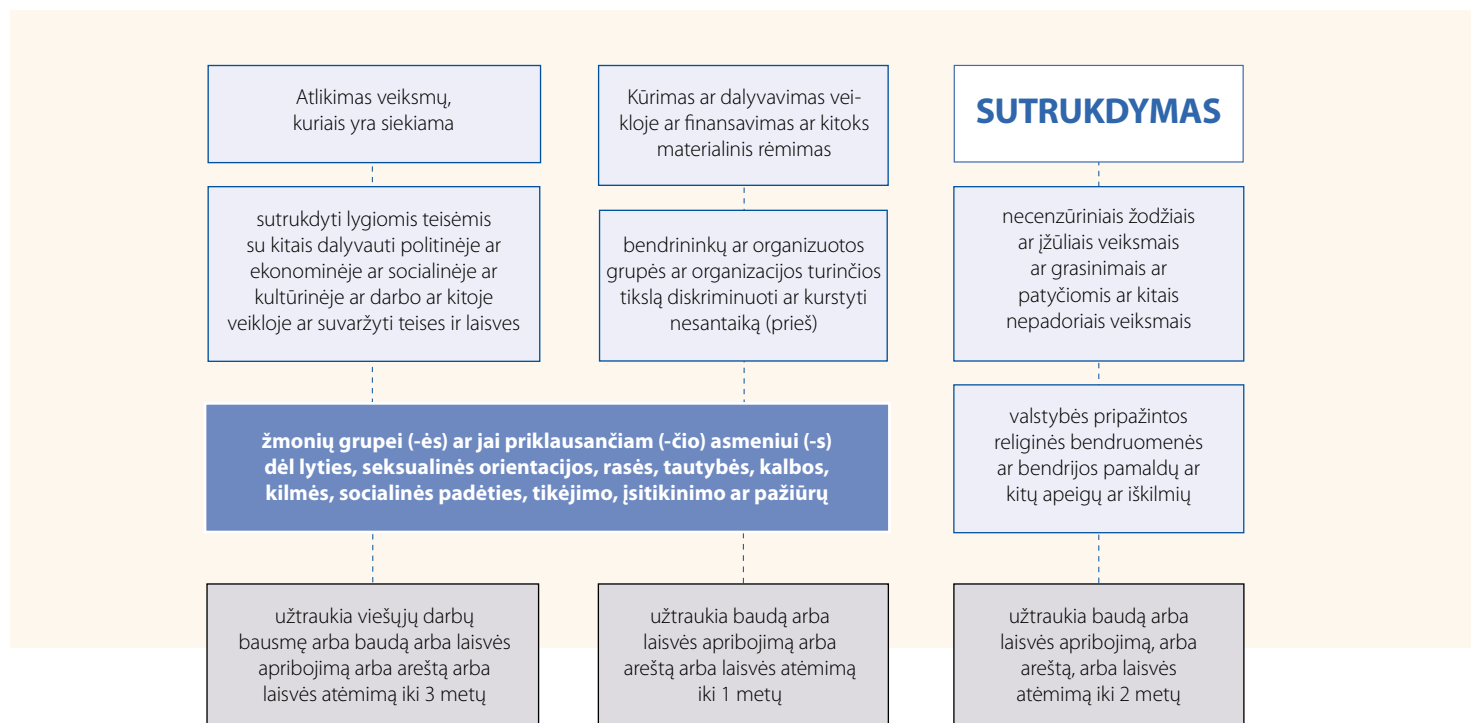 Atlikimas veiksmų,
kuriais yra siekiama
sutrukdyti lygiomis teisėmis
su kitais dalyvauti politinėje ar
ekonominėje ar socialinėje ar
kultūrinėje ar darbo ar kitoje
veikloje ar suvaržyti teises ir laisves
Kūrimas ar dalyvavimas vei-
kloje ar finansavimas ar kitoks
materialinis rėmimas
bendrininkų ar organizuotos
grupės ar organizacijos turinčios
tikslą diskriminuoti ar kurstyti
nesantaiką (prieš)
žmonių grupei (-ės) ar jai priklausančiam (-čio) asmeniui (-s)
dėl lyties, seksualinės orientacijos, rasės, tautybės, kalbos,
kilmės, socialinės padėties, tikėjimo, įsitikinimo ar pažiūrų
užtraukia viešųjų darbų
bausmę arba baudą arba laisvės
apribojimą arba areštą arba
laisvės atėmimą iki 3 metų
užtraukia baudą arba
laisvės apribojimą arba
areštą arba laisvės atėmimą
iki 1 metų
SUTRUKDYMAS
necenzūriniais žodžiais
ar įžūliais veiksmais
ar grasinimais ar
patyčiomis ar kitais
nepadoriais veiksmais
valstybės pripažintos
religinės bendruomenės
ar bendrijos pamaldų ar
kitų apeigų ar iškilmių
užtraukia baudą arba
laisvės apribojimą, arba
areštą, arba laisvės
atėmimą iki 2 metų